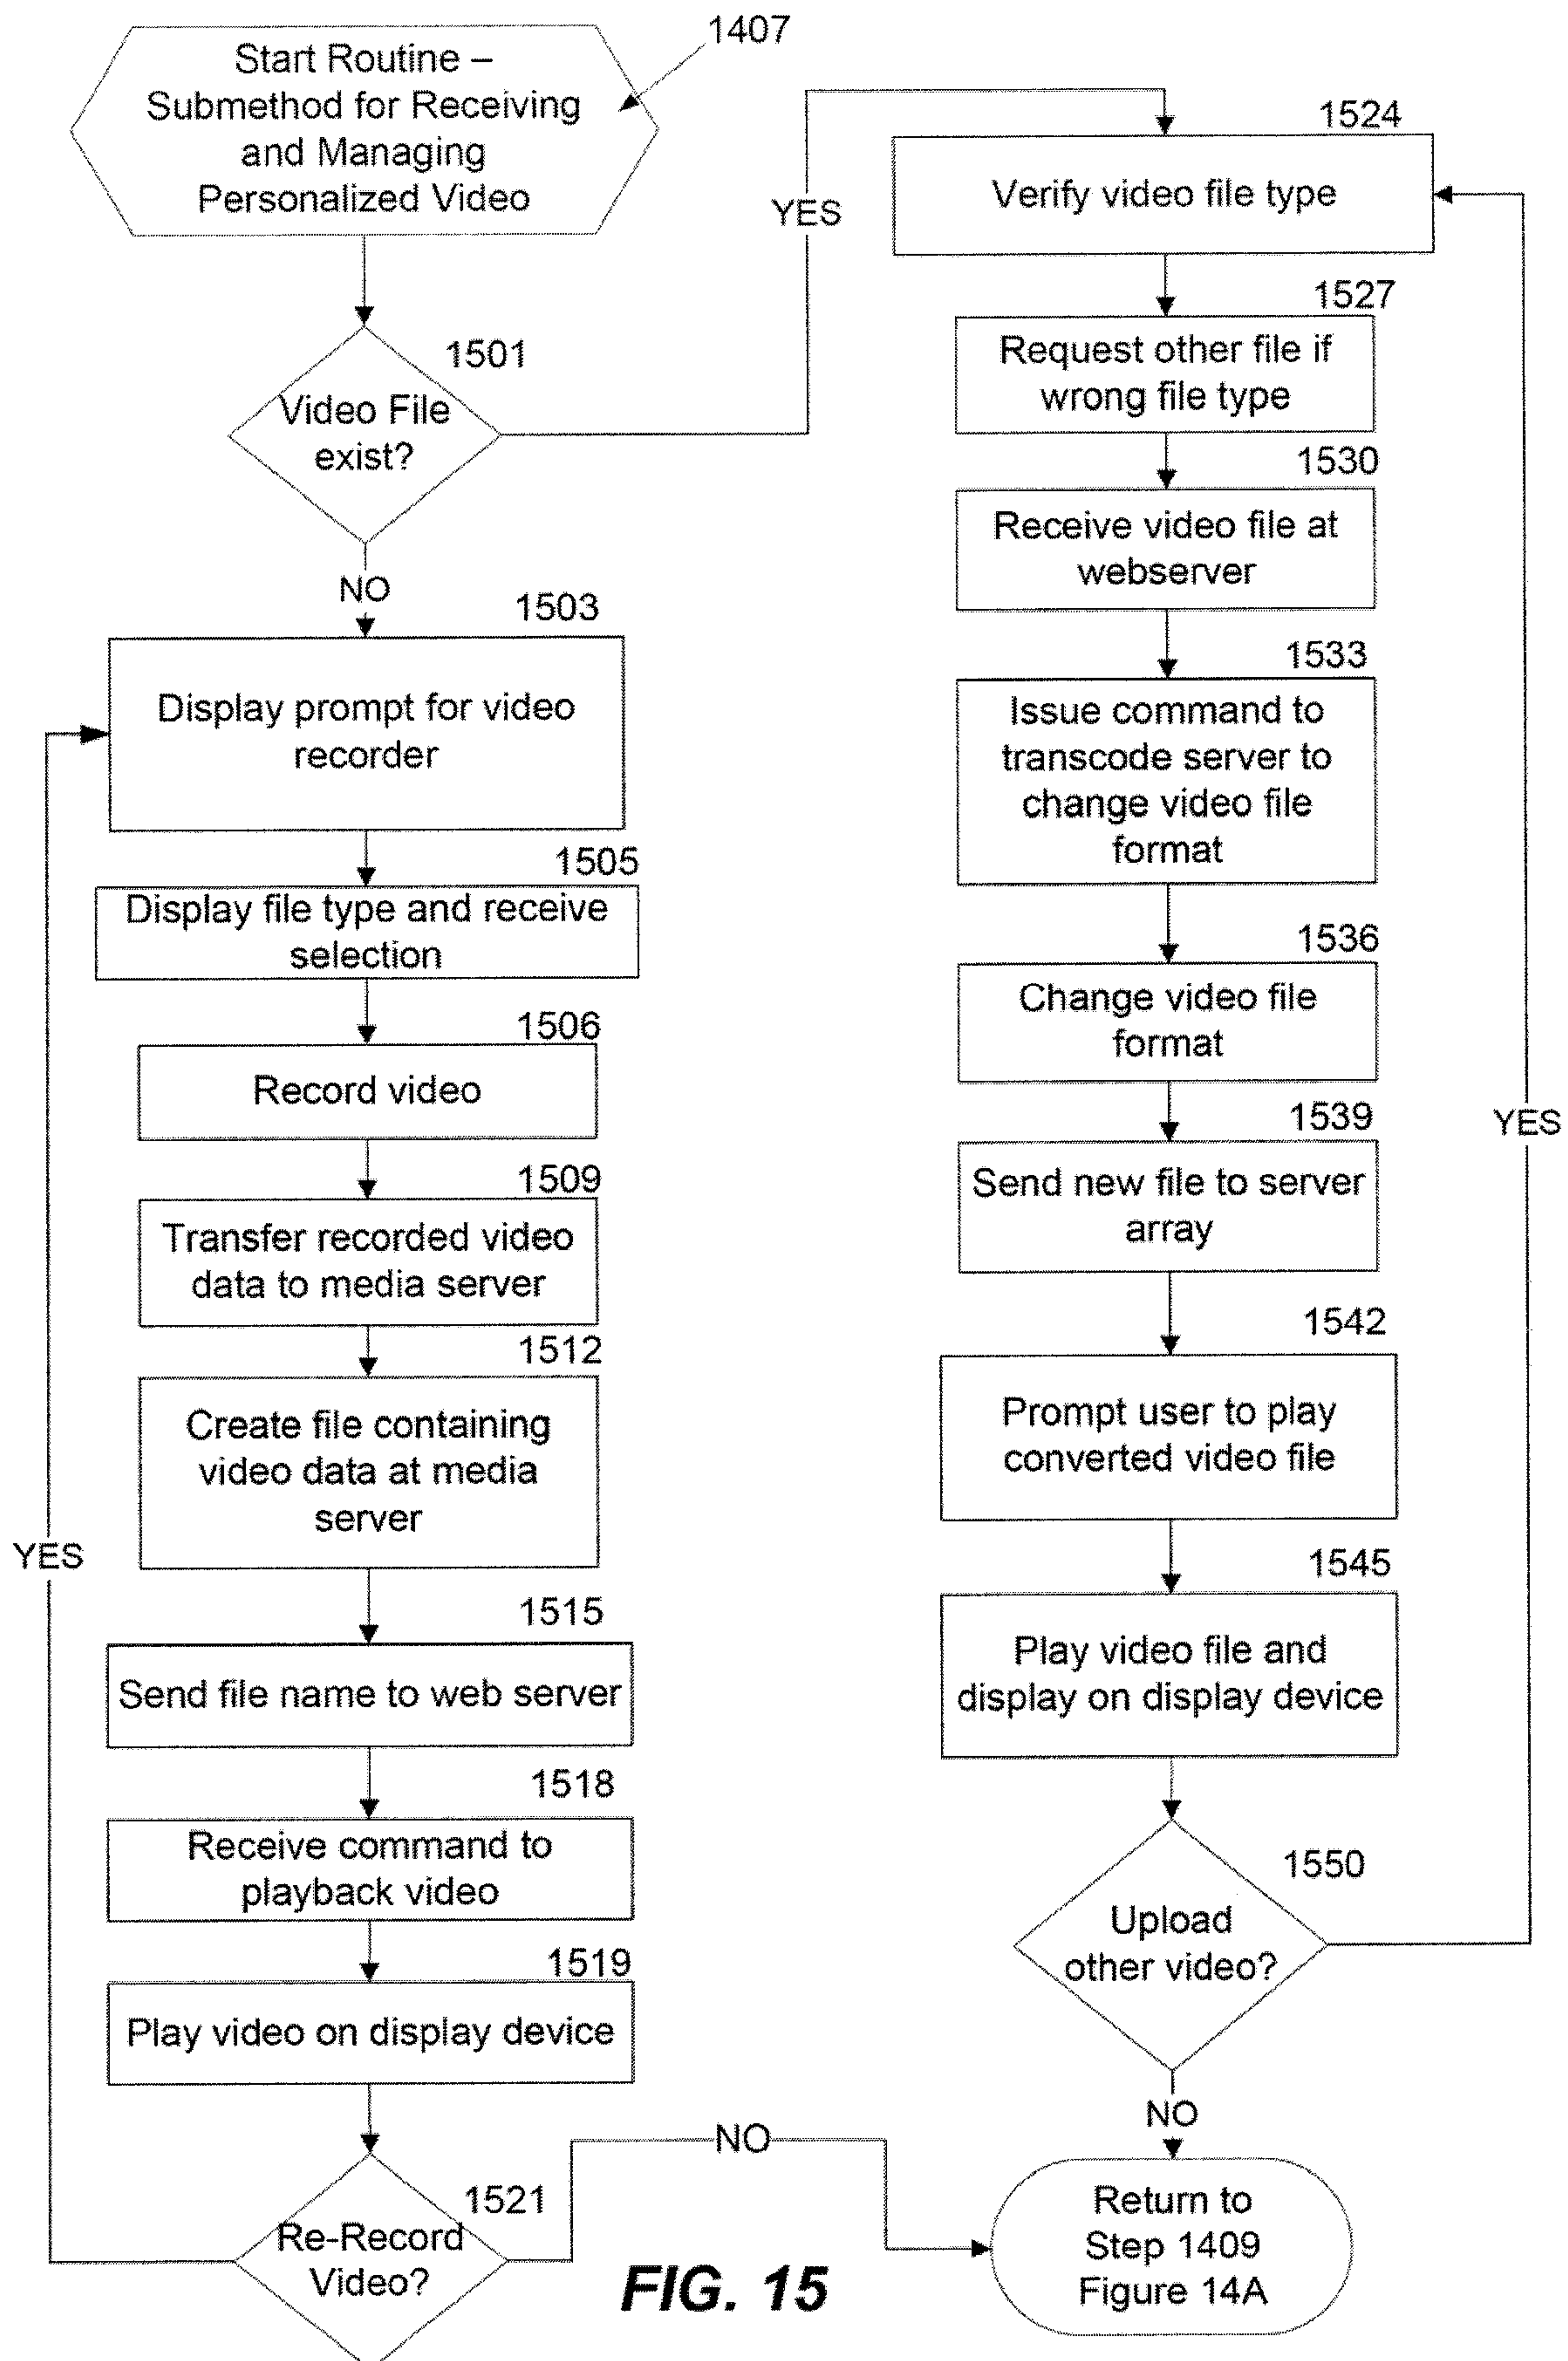 1407
Start Routine –
Submethod for Receiving
and Managing
Personalized Video
1501
Video File
exist?
YES
NO
1503
Display prompt for video
recorder
1505
Display file type and receive
selection
1506
Record video
1509
Transfer recorded video
data to media server
1512
Create file containing
video data at media
server
YES
1515
Send file name to web server
1518
Receive command to
playback video
1519
Play video on display device
1521
Re-Record
Video?
NO
1524
Verify video file type
1527
Request other file if
wrong file type
1530
Receive video file at
webserver
1533
Issue command to
transcode server to
change video file
format
1536
Change video file
format
1539
Send new file to server
array
YES
1542
Prompt user to play
converted video file
1545
Play video file and
display on display device
1550
Upload
other video?
NO
Return to
Step 1409
Figure 14A
FIG. 15